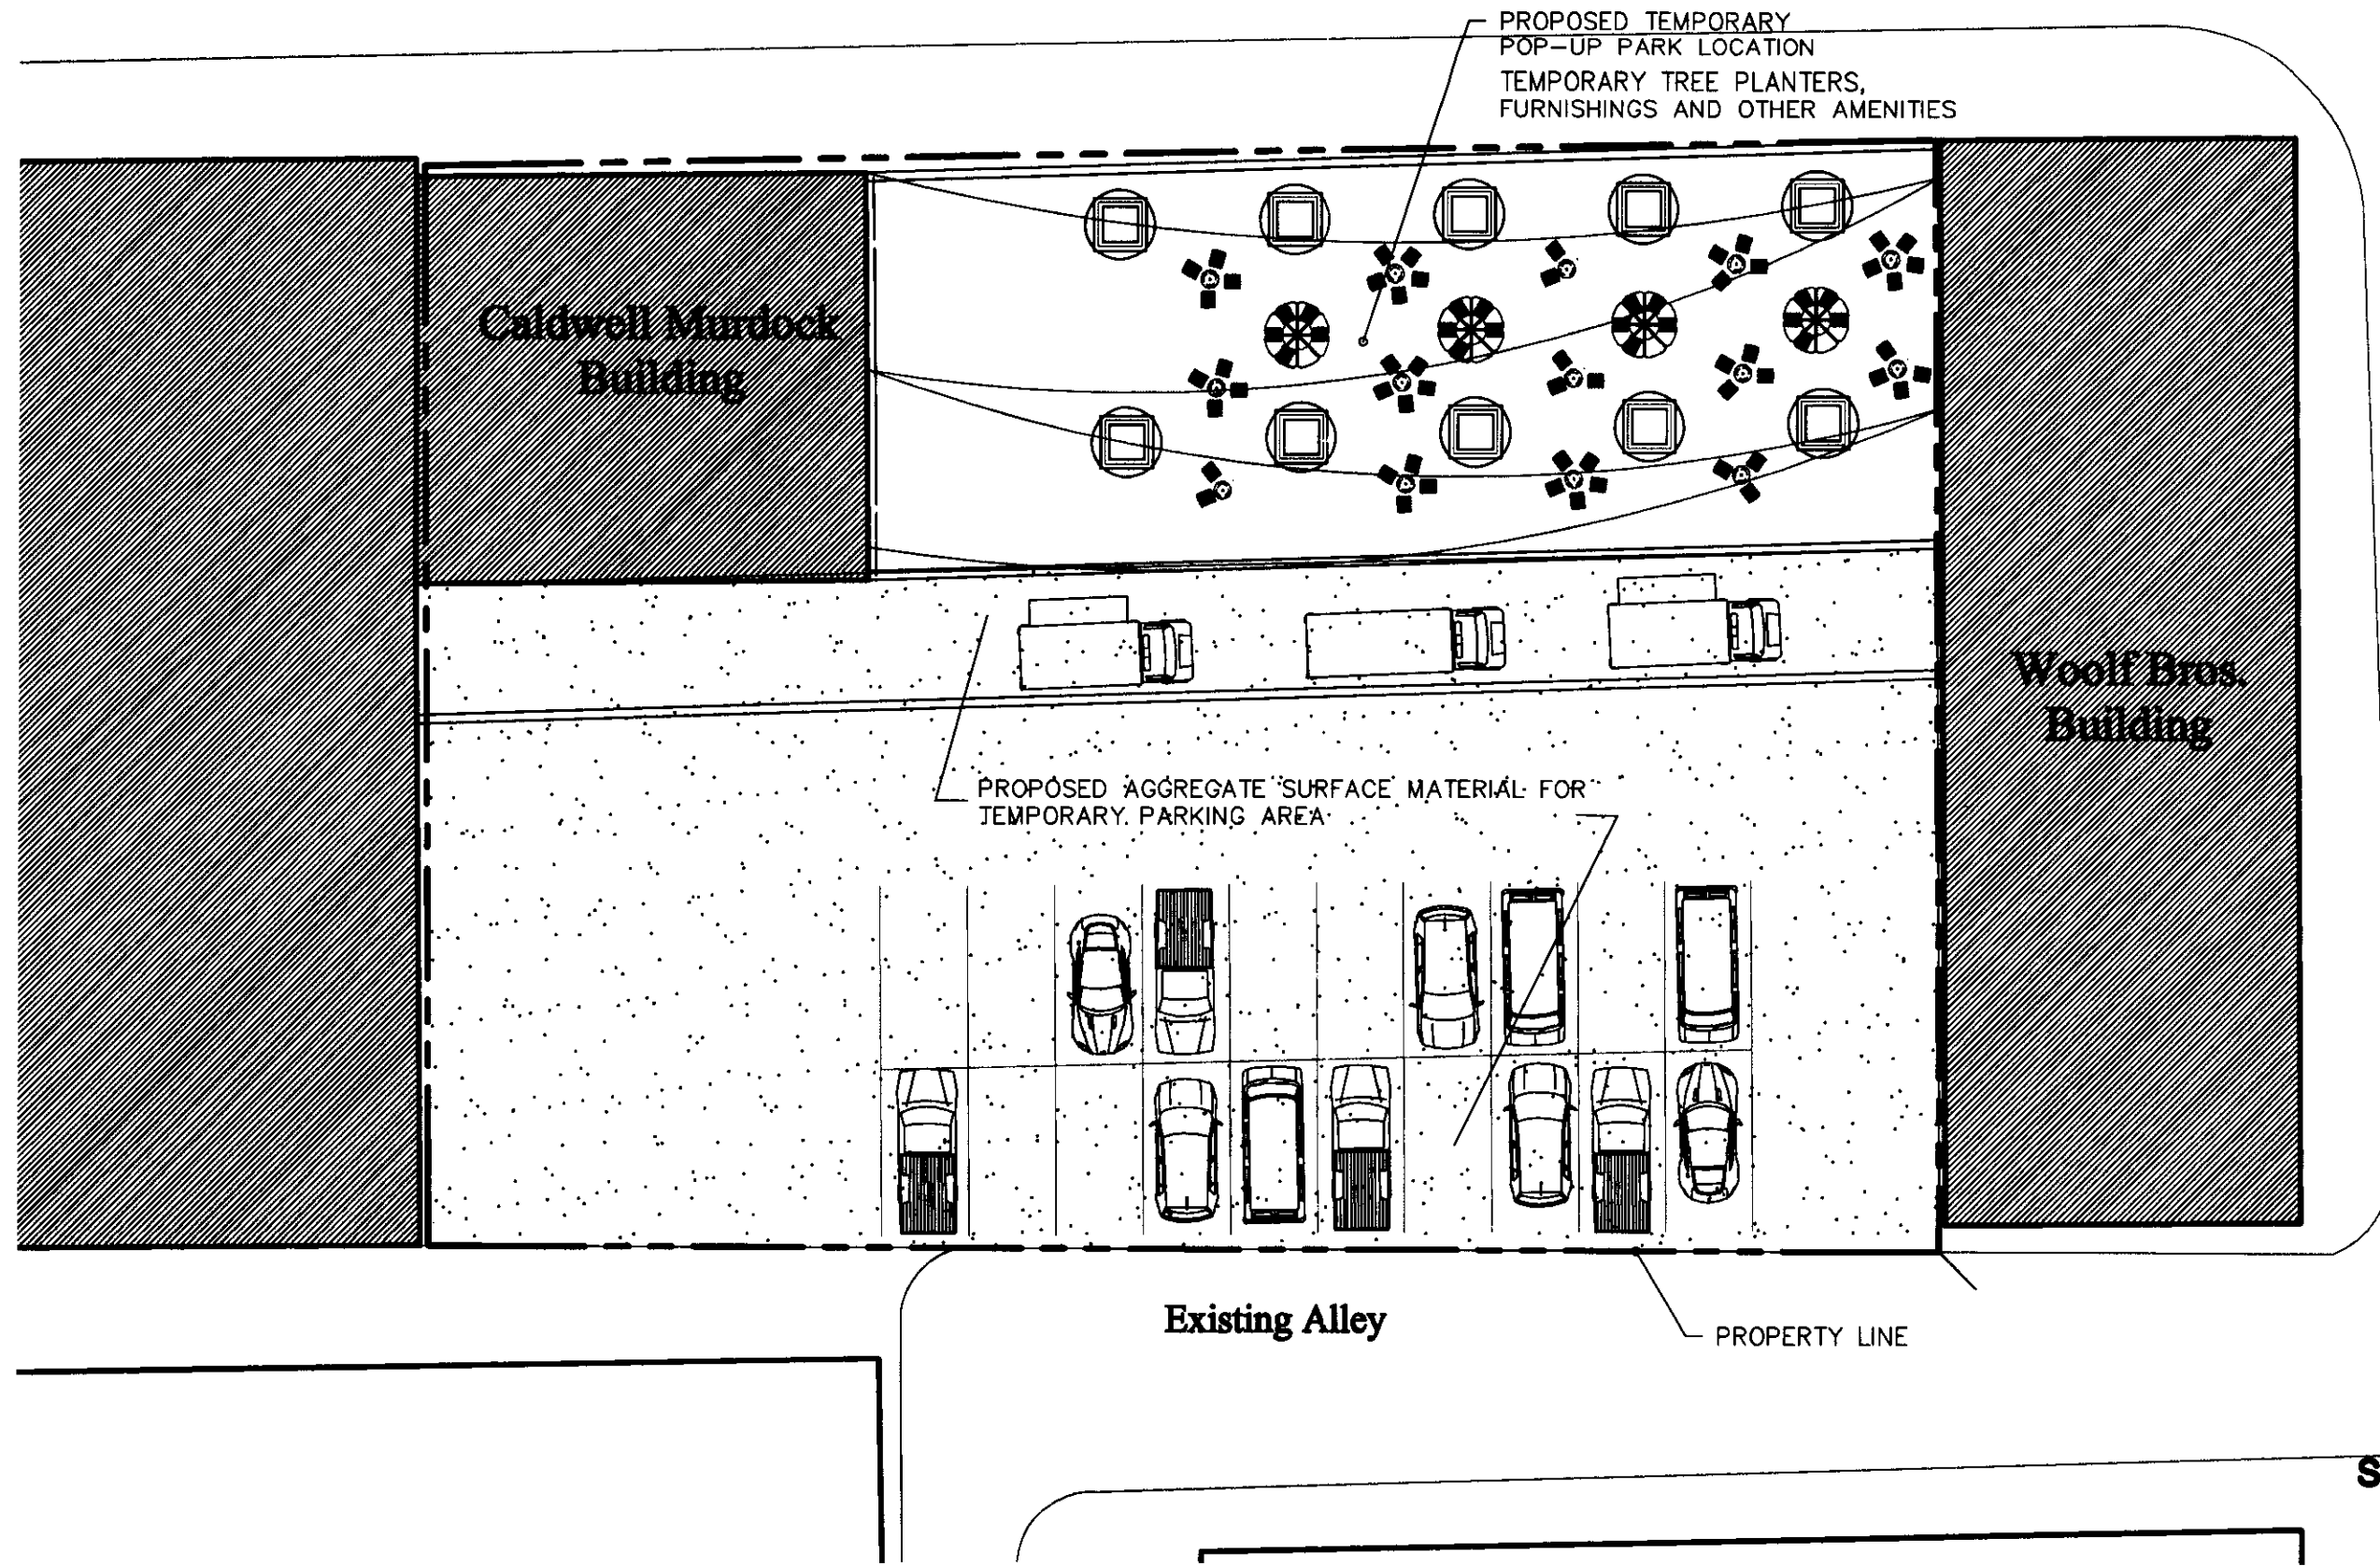 PROPOSED TEMPORARY
POP-UP PARK LOCATION
TEMPORARY TREE PLANTERS,
FURNISHINGS AND OTHER AMENITIES
Caldwell Murdock
Building
Woolf Bros.
Building
PROPOSED AGGREGATE SURFACE MATERIAL FOR
TEMPORARY PARKING AREA
Existing Alley
PROPERTY LINE
S